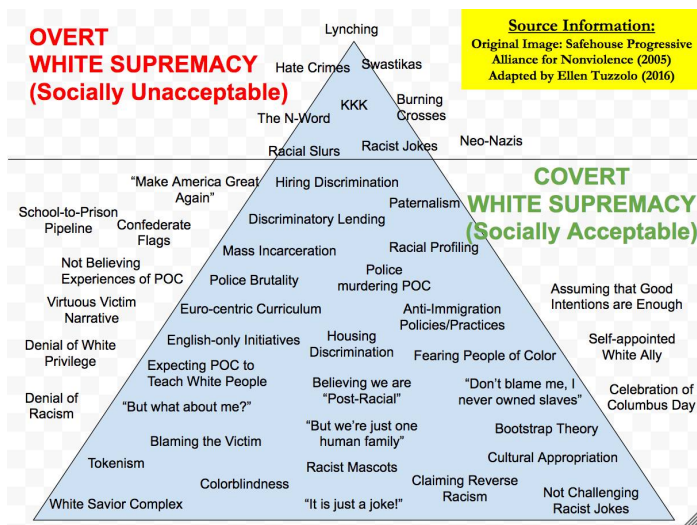 Lynching
OVERT
WHITE SUPREMACY
(Socially Unacceptable)
Source Information:
Original Image: Safehouse Progressive
Alliance for Nonviolence (2005)
Adapted by Ellen Tuzzolo (2016)
Hate Crimes
Swastikas
KKK
Burning
Crosses
The N-Word
Racial Slurs
Racist Jokes
Neo-Nazis
COVERT
WHITE SUPREMACY
(Socially Acceptable)
"Make America Great
Again"
Hiring Discrimination
Paternalism
School-to-Prison
Pipeline
Confederate
Flags
Discriminatory Lending
Mass Incarceration
Racial Profiling
Not Believing
Experiences of POC
Police Brutality
Police
murdering POC
Assuming that Good
Intentions are Enough
Virtuous Victim
Narrative
Euro-centric Curriculum
Anti-Immigration
Policies/Practices
Denial of White
Privilege
English-only Initiatives
Housing
Discrimination
Fearing People of Color
Self-appointed
White Ally
Expecting POC to
Teach White People
Believing we are
"Post-Racial"
"Don't blame me, I
never owned slaves"
Celebration of
Columbus Day
Denial of
Racism
"But what about me?"
"But we're just one
human family"
Bootstrap Theory
Blaming the Victim
Tokenism
Racist Mascots
Cultural Appropriation
Colorblindness
Claiming Reverse
Racism
White Savior Complex
"It is just a joke!"
Not Challenging
Racist Jokes